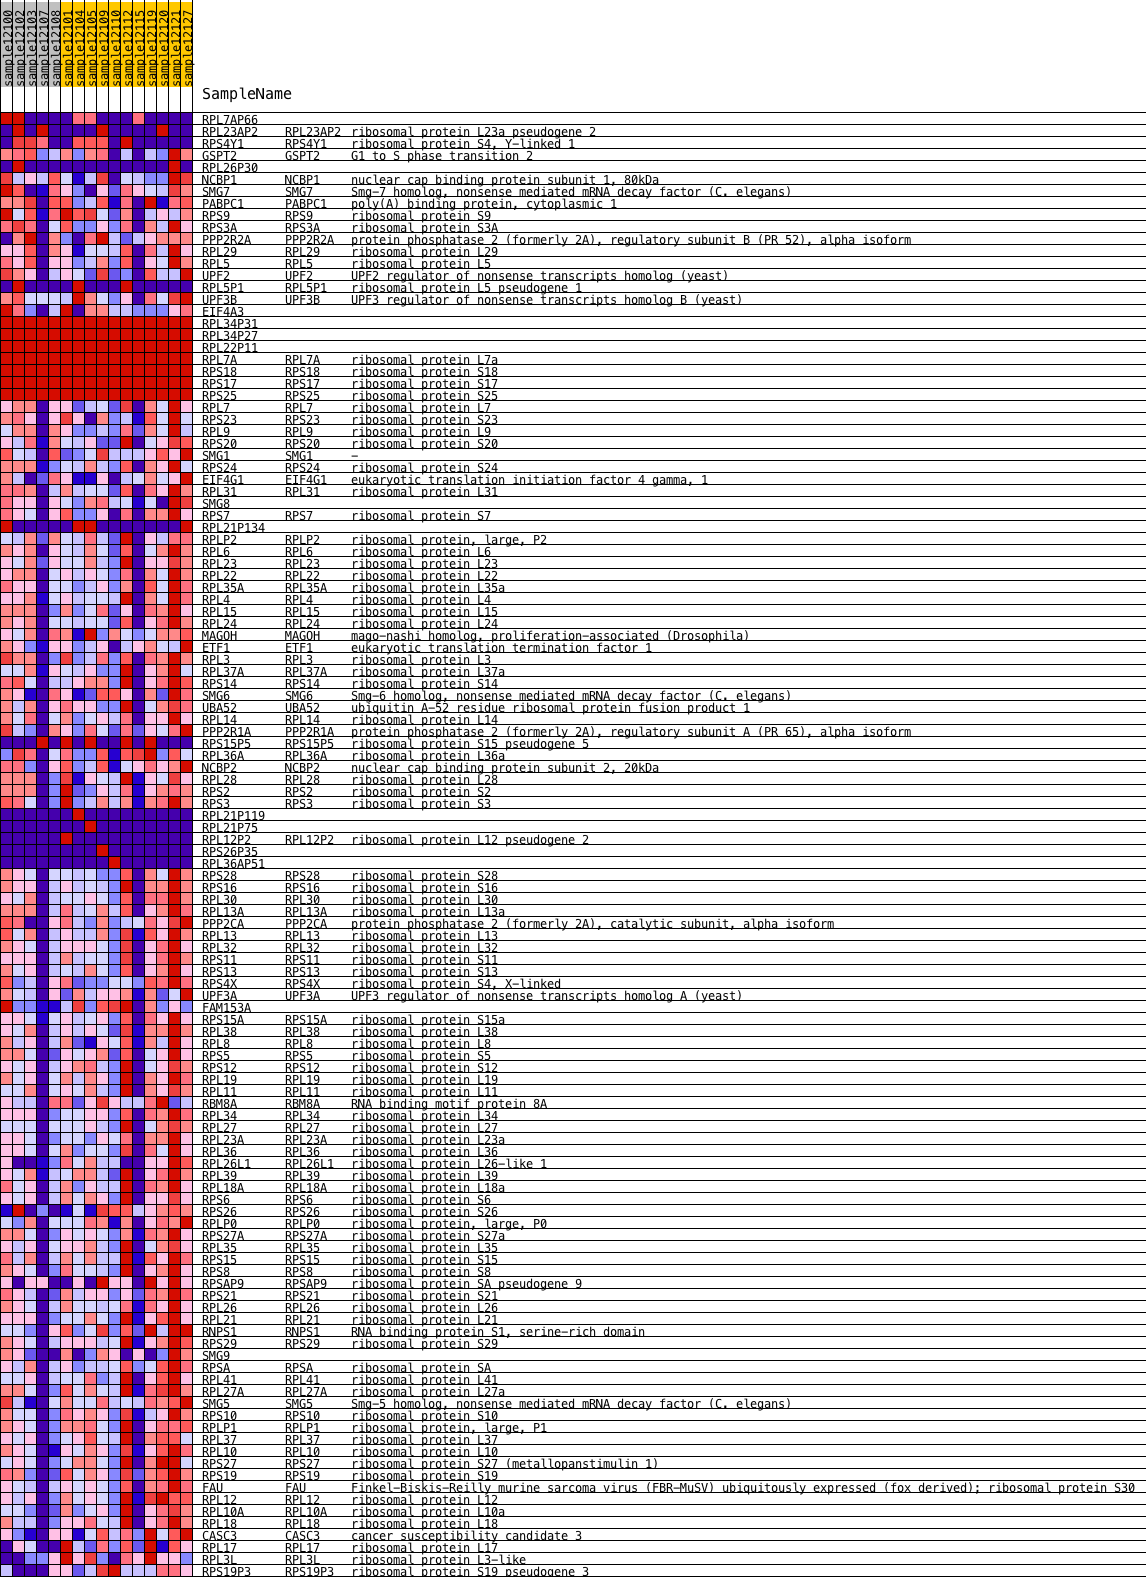 sample12100 sample12102 sample12103 sample12107 sample12108 sample12101 sample12104 sample12105 sample12109 sample12110 sample12112 sample12115 sample12119 sample12120 sample12121 sample12127
SampleName
RPL7AP66
RPL23AP2 RPL23AP2 ribosomal protein L23a pseudogene 2
RPS4Y1 RPS4Y1 ribosomal protein S4, Y-linked 1
GSPT2 GSPT2 G1 to S phase transition 2
RPL26P30
NCBP1 NCBP1 nuclear cap binding protein subunit 1, 80kDa
SMG7 SMG7 Smg-7 homolog, nonsense mediated mRNA decay factor (C. elegans)
PABPC1 PABPC1 poly(A) binding protein, cytoplasmic 1
RPS9 RPS9 ribosomal protein S9
RPS3A RPS3A ribosomal protein S3A
PPP2R2A PPP2R2A protein phosphatase 2 (formerly 2A), regulatory subunit B (PR 52), alpha isoform
RPL29 RPL29 ribosomal protein L29
RPL5 RPL5 ribosomal protein L5
UPF2 UPF2 UPF2 regulator of nonsense transcripts homolog (yeast)
RPL5P1 RPL5P1 ribosomal protein L5 pseudogene 1
UPF3B UPF3B UPF3 regulator of nonsense transcripts homolog B (yeast)
EIF4A3
RPL34P31
RPL34P27
RPL22P11
RPL7A RPL7A ribosomal protein L7a
RPS18 RPS18 ribosomal protein S18
RPS17 RPS17 ribosomal protein S17
RPS25 RPS25 ribosomal protein S25
RPL7 RPL7 ribosomal protein L7
RPS23 RPS23 ribosomal protein S23
RPL9 RPL9 ribosomal protein L9
RPS20 RPS20 ribosomal protein S20
SMG1 SMG1 -
RPS24 RPS24 ribosomal protein S24
EIF4G1 EIF4G1 eukaryotic translation initiation factor 4 gamma, 1
RPL31 RPL31 ribosomal protein L31
SMG8
RPS7 RPS7 ribosomal protein S7
RPL21P134
RPLP2 RPLP2 ribosomal protein, large, P2
RPL6 RPL6 ribosomal protein L6
RPL23 RPL23 ribosomal protein L23
RPL22 RPL22 ribosomal protein L22
RPL35A RPL35A ribosomal protein L35a
RPL4 RPL4 ribosomal protein L4
RPL15 RPL15 ribosomal protein L15
RPL24 RPL24 ribosomal protein L24
MAGOH MAGOH mago-nashi homolog, proliferation-associated (Drosophila)
ETF1 ETF1 eukaryotic translation termination factor 1
RPL3 RPL3 ribosomal protein L3
RPL37A RPL37A ribosomal protein L37a
RPS14 RPS14 ribosomal protein S14
SMG6 SMG6 Smg-6 homolog, nonsense mediated mRNA decay factor (C. elegans)
UBA52 UBA52 ubiquitin A-52 residue ribosomal protein fusion product 1
RPL14 RPL14 ribosomal protein L14
PPP2R1A PPP2R1A protein phosphatase 2 (formerly 2A), regulatory subunit A (PR 65), alpha isoform
RPS15P5 RPS15P5 ribosomal protein S15 pseudogene 5
RPL36A RPL36A ribosomal protein L36a
NCBP2 NCBP2 nuclear cap binding protein subunit 2, 20kDa
RPL28 RPL28 ribosomal protein L28
RPS2 RPS2 ribosomal protein S2
RPS3 RPS3 ribosomal protein S3
RPL21P119
RPL21P75
RPL12P2 RPL12P2 ribosomal protein L12 pseudogene 2
RPS26P35
RPL36AP51
RPS28 RPS28 ribosomal protein S28
RPS16 RPS16 ribosomal protein S16
RPL30 RPL30 ribosomal protein L30
RPL13A RPL13A ribosomal protein L13a
PPP2CA PPP2CA protein phosphatase 2 (formerly 2A), catalytic subunit, alpha isoform
RPL13 RPL13 ribosomal protein L13
RPL32 RPL32 ribosomal protein L32
RPS11 RPS11 ribosomal protein S11
RPS13 RPS13 ribosomal protein S13
RPS4X RPS4X ribosomal protein S4, X-linked
UPF3A UPF3A UPF3 regulator of nonsense transcripts homolog A (yeast)
FAM153A
RPS15A RPS15A ribosomal protein S15a
RPL38 RPL38 ribosomal protein L38
RPL8 RPL8 ribosomal protein L8
RPS5 RPS5 ribosomal protein S5
RPS12 RPS12 ribosomal protein S12
RPL19 RPL19 ribosomal protein L19
RPL11 RPL11 ribosomal protein L11
RBM8A RBM8A RNA binding motif protein 8A
RPL34 RPL34 ribosomal protein L34
RPL27 RPL27 ribosomal protein L27
RPL23A RPL23A ribosomal protein L23a
RPL36 RPL36 ribosomal protein L36
RPL26L1 RPL26L1 ribosomal protein L26-like 1
RPL39 RPL39 ribosomal protein L39
RPL18A RPL18A ribosomal protein L18a
RPS6 RPS6 ribosomal protein S6
RPS26 RPS26 ribosomal protein S26
RPLP0 RPLP0 ribosomal protein, large, P0
RPS27A RPS27A ribosomal protein S27a
RPL35 RPL35 ribosomal protein L35
RPS15 RPS15 ribosomal protein S15
RPS8 RPS8 ribosomal protein S8
RPSAP9 RPSAP9 ribosomal protein SA pseudogene 9
RPS21 RPS21 ribosomal protein S21
RPL26 RPL26 ribosomal protein L26
RPL21 RPL21 ribosomal protein L21
RNPS1 RNPS1 RNA binding protein S1, serine-rich domain
RPS29 RPS29 ribosomal protein S29
SMG9
RPSA RPSA ribosomal protein SA
RPL41 RPL41 ribosomal protein L41
RPL27A RPL27A ribosomal protein L27a
SMG5 SMG5 Smg-5 homolog, nonsense mediated mRNA decay factor (C. elegans)
RPS10 RPS10 ribosomal protein S10
RPLP1 RPLP1 ribosomal protein, large, P1
RPL37 RPL37 ribosomal protein L37
RPL10 RPL10 ribosomal protein L10
RPS27 RPS27 ribosomal protein S27 (metallopanstimulin 1)
RPS19 RPS19 ribosomal protein S19
FAU FAU Finkel-Biskis-Reilly murine sarcoma virus (FBR-MuSV) ubiquitously expressed (fox derived); ribosomal protein S30
RPL12 RPL12 ribosomal protein L12
RPL10A RPL10A ribosomal protein L10a
RPL18 RPL18 ribosomal protein L18
CASC3 CASC3 cancer susceptibility candidate 3
RPL17 RPL17 ribosomal protein L17
RPL3L RPL3L ribosomal protein L3-like
RPS19P3 RPS19P3 ribosomal protein S19 pseudogene 3